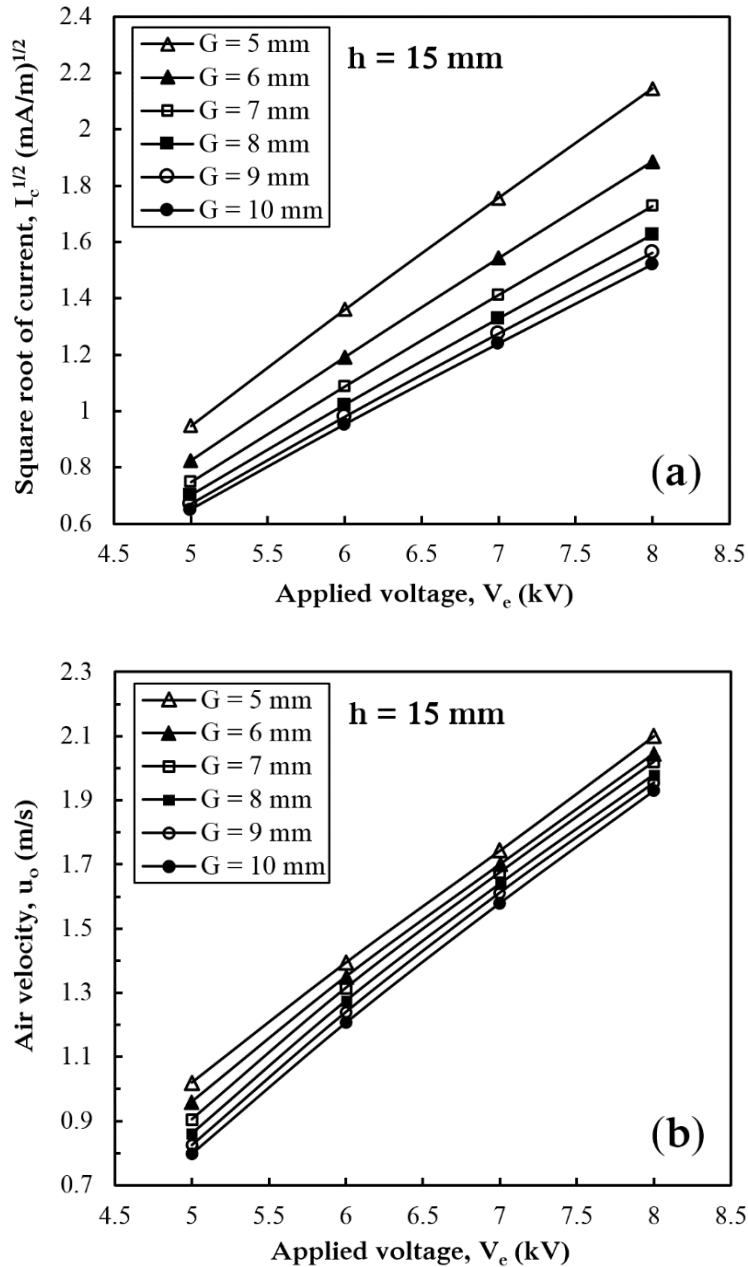 2.4
2.2
2
1.8
1.6
1.4
1.2
1
0.8
0.6
Square root of current, I_c^1/2 (mA/m)^1/2
G = 5 mm
G = 6 mm
G = 7 mm
G = 8 mm
G = 9 mm
G = 10 mm
h = 15 mm
(a)
4.5 5 5.5 6 6.5 7 7.5 8 8.5
Applied voltage, V_e (kV)
2.3
2.1
1.9
1.7
1.5
1.3
1.1
0.9
0.7
Air velocity, u_o (m/s)
G = 5 mm
G = 6 mm
G = 7 mm
G = 8 mm
G = 9 mm
G = 10 mm
h = 15 mm
(b)
4.5 5 5.5 6 6.5 7 7.5 8 8.5
Applied voltage, V_e (kV)